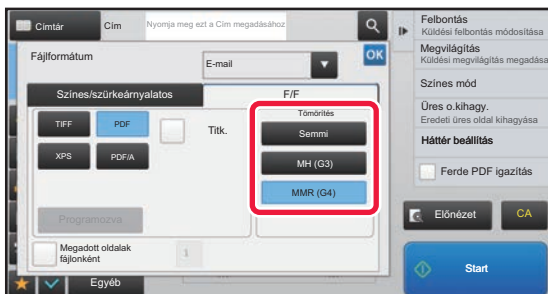 Címtár
Cím
Nyomja meg ezt a Cím megadásához
Fájlformátum
E-mail
OK
Színes/szürkeárnyalatos
F/F
TIFF
PDF
Titk.
XPS
PDF/A
Programozva
Megadott oldalak
fájlonként
1
Tömörítés
Semmi
MH (G3)
MMR (G4)
Egyéb
Felbontás
Küldési felbontás módosítása
Megvilágítás
Küldési megvilágítás megadása
Színes mód
Üres o.kihagy.
Eredeti üres oldal kihagyása
Háttér beállítás
Ferde PDF igazítás
Előnézet
CA
Start